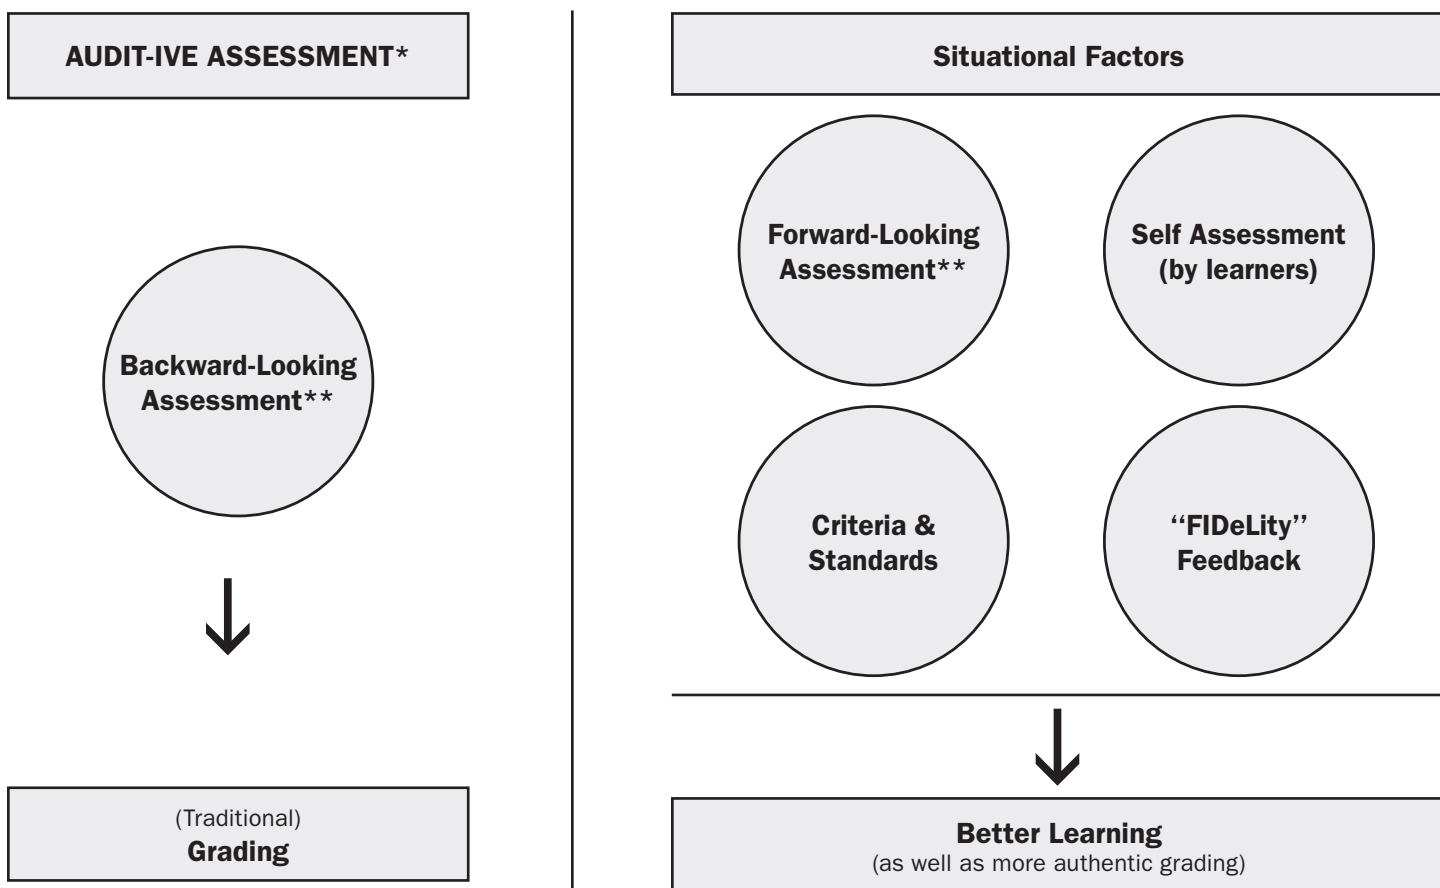 AUDIT-IVE ASSESSMENT*
Backward-Looking
Assessment**
(Traditional)
Grading
Situational Factors
Forward-Looking
Assessment**
Self Assessment
(by learners)
Criteria &
Standards
“FIDeLity”
Feedback
Better Learning
(as well as more authentic grading)